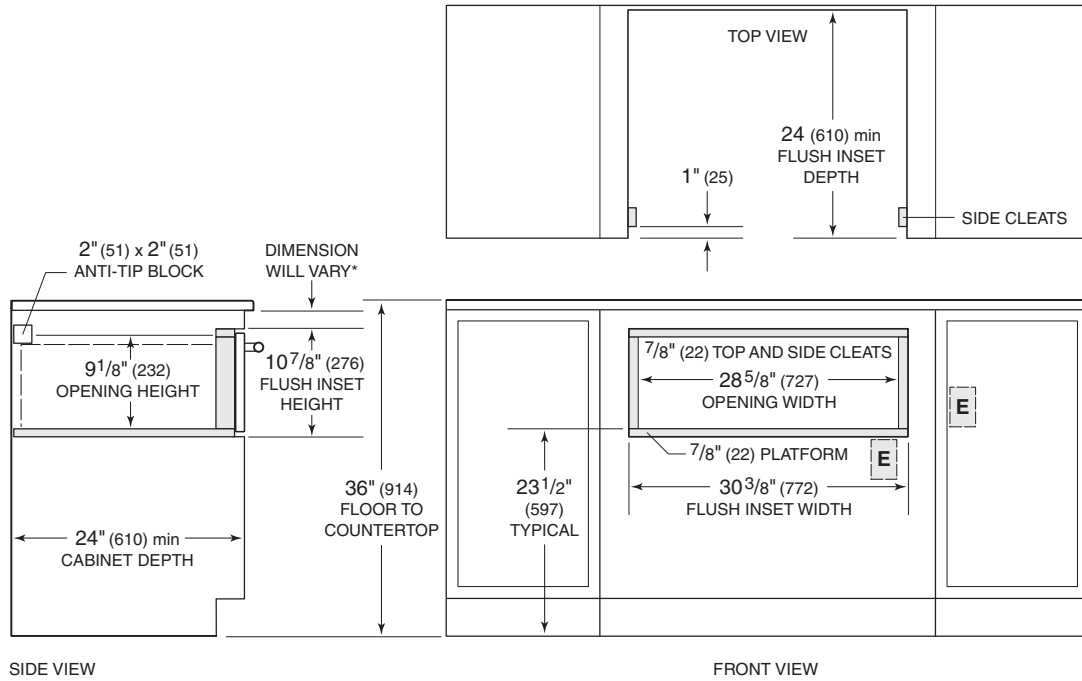 TOP VIEW
24 (610) min
FLUSH INSET
DEPTH
1" (25)
SIDE CLEATS
2" (51) x 2" (51)
ANTI-TIP BLOCK
DIMENSION
WILL VARY*
9 1/8" (232)
OPENING HEIGHT
10 7/8" (276)
FLUSH INSET
HEIGHT
7/8" (22) TOP AND SIDE CLEATS
28 5/8" (727)
OPENING WIDTH
E
7/8" (22) PLATFORM
E
36" (914)
FLOOR TO
COUNTERTOP
23 1/2"
(597)
TYPICAL
30 3/8" (772)
FLUSH INSET WIDTH
24" (610) min
CABINET DEPTH
SIDE VIEW
FRONT VIEW